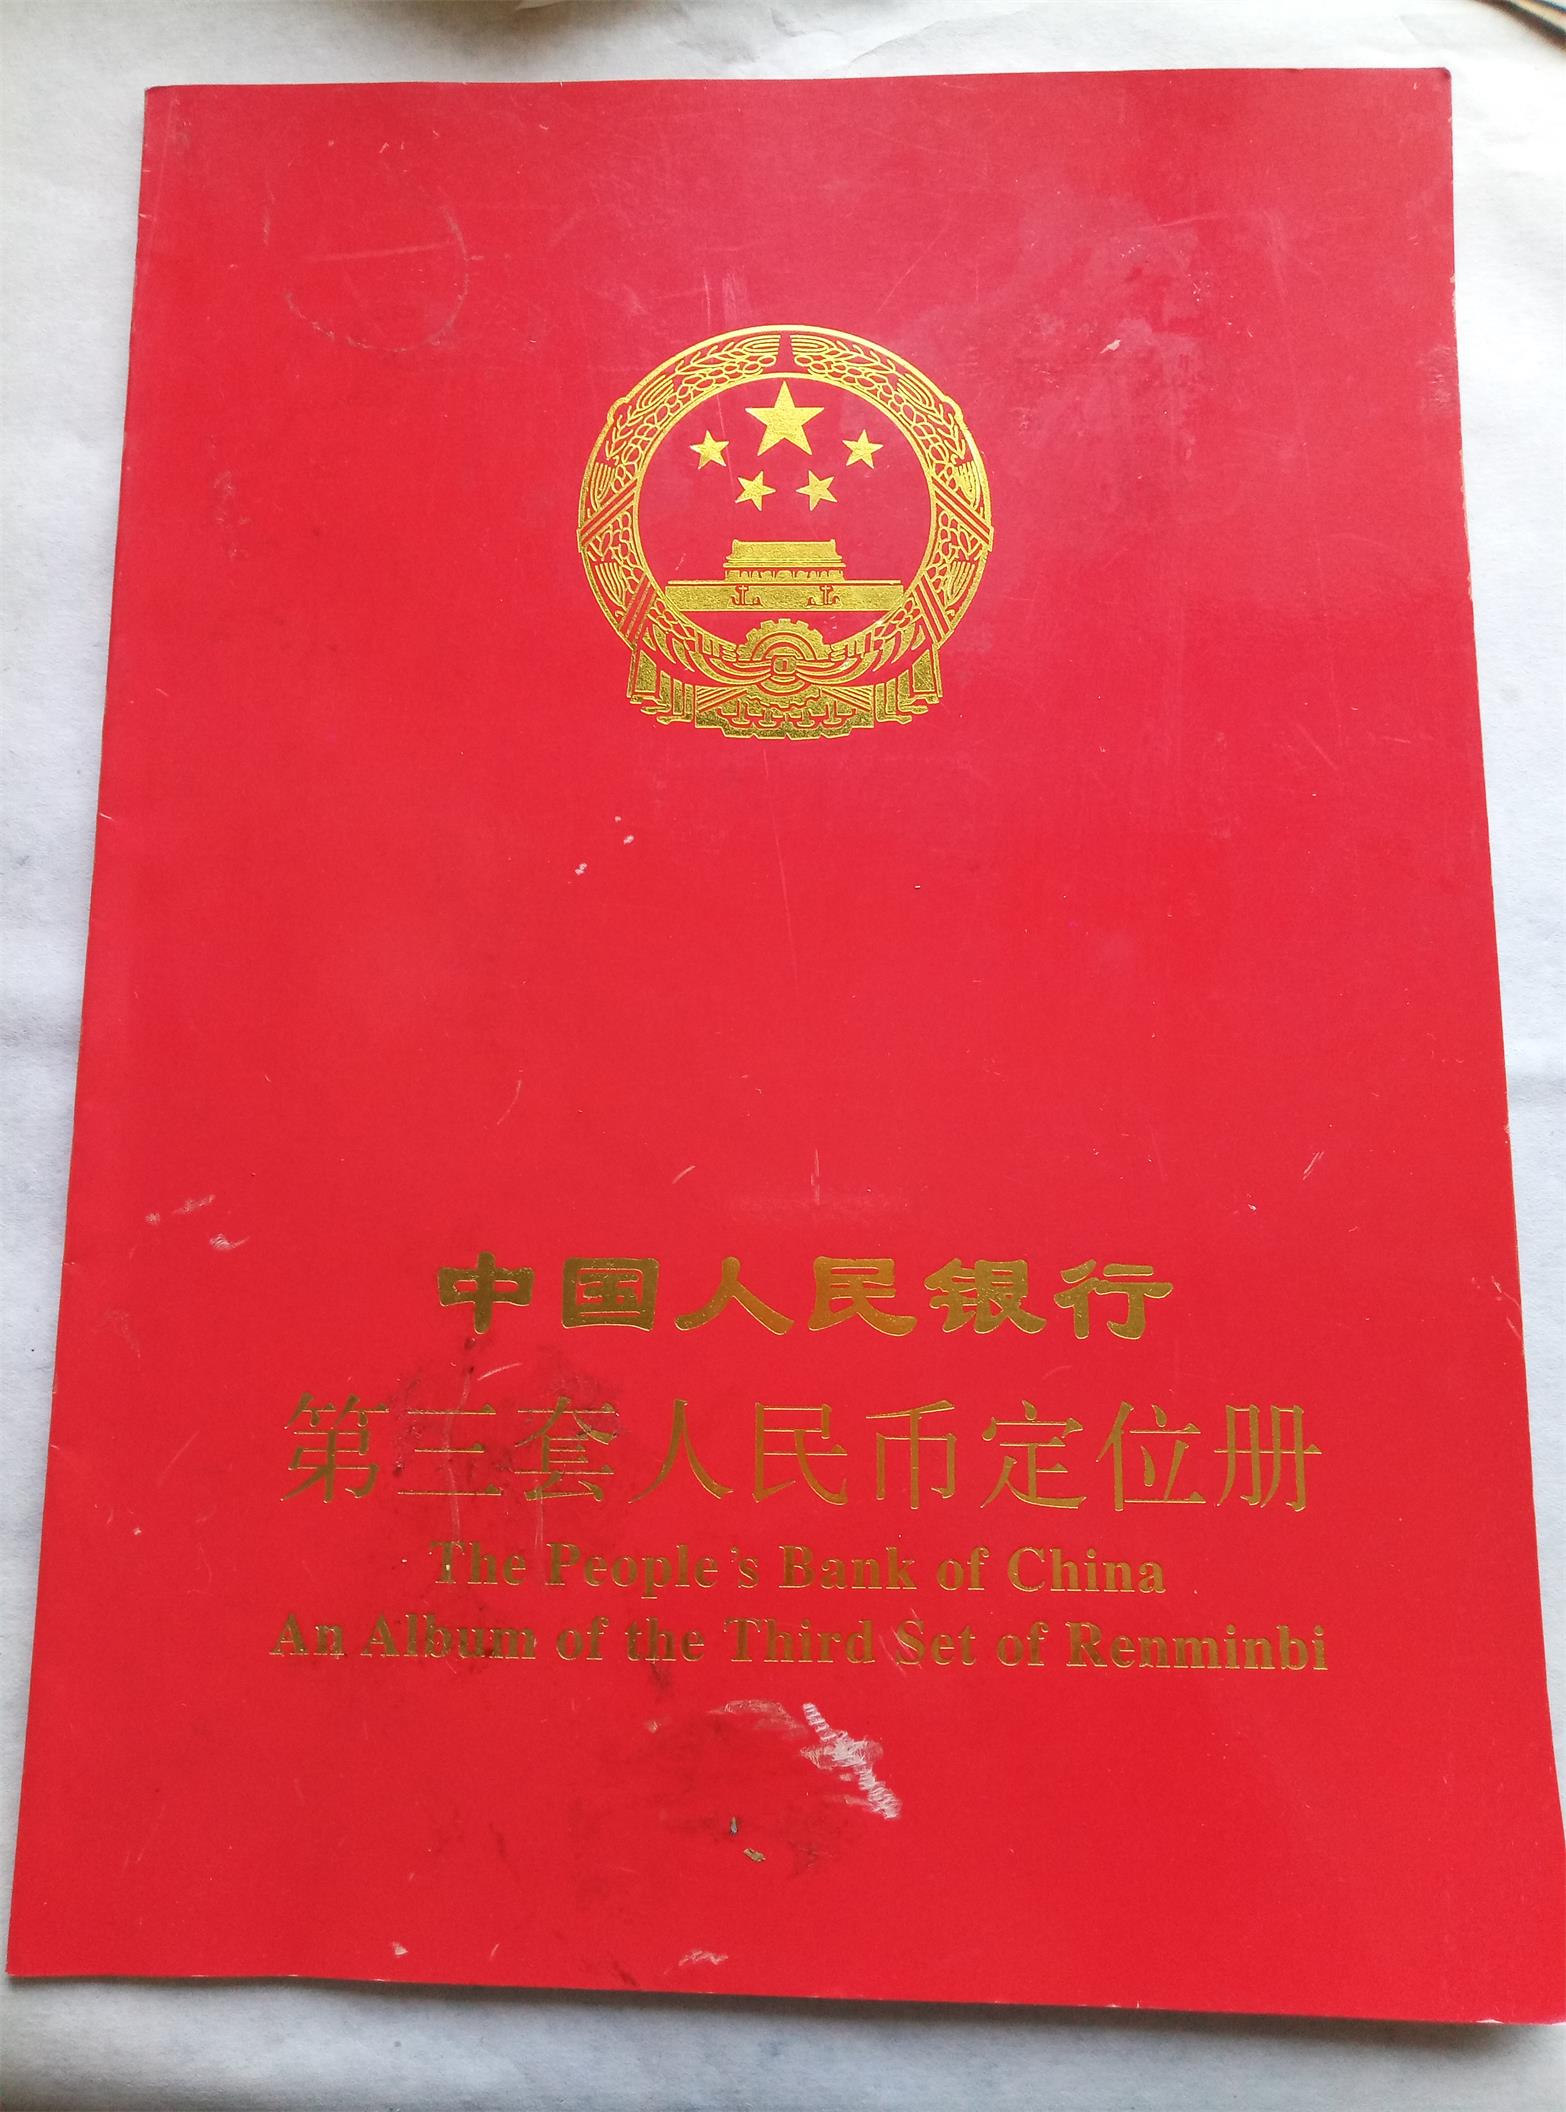 中国人民银行
第三套人民币定位册
The People's Bank of China
An Album of the Third Set of Renminbi